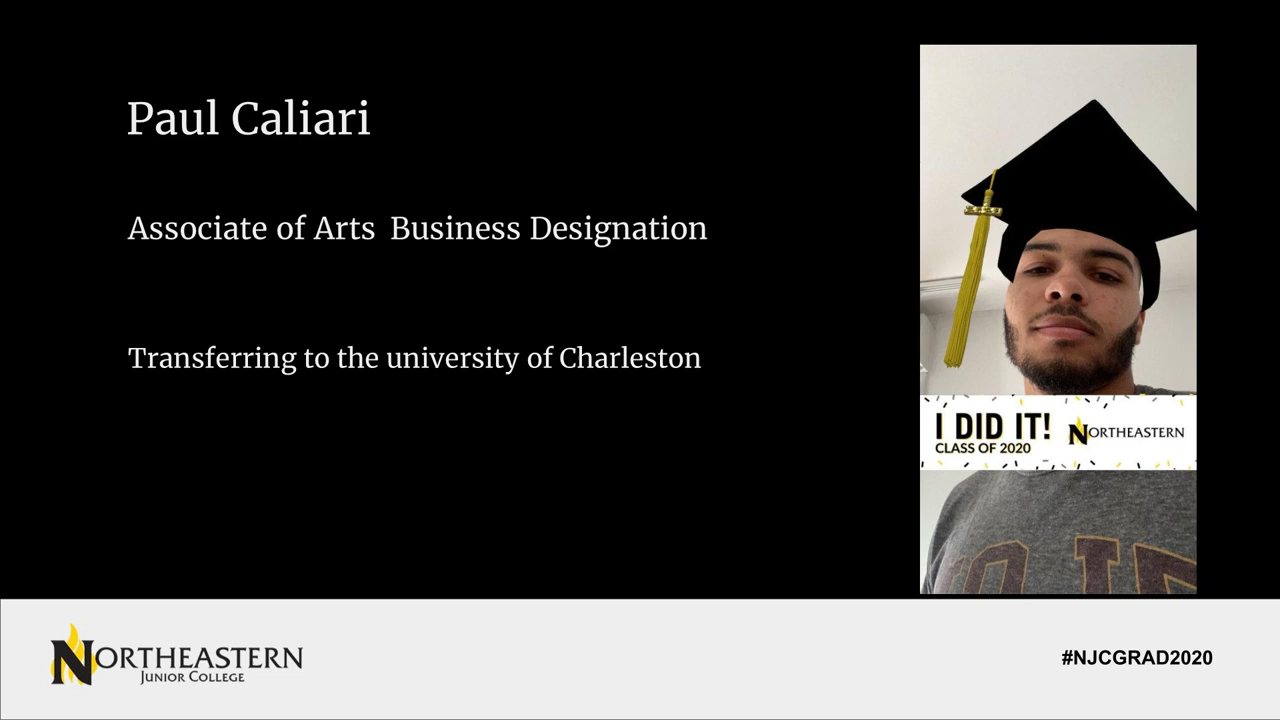 Paul Caliari
Associate of Arts Business Designation
Transferring to the university of Charleston
I DID IT!
CLASS OF 2020
NORTHEASTERN
NORTHEASTERN
JUNIOR COLLEGE
#NJCGRAD2020